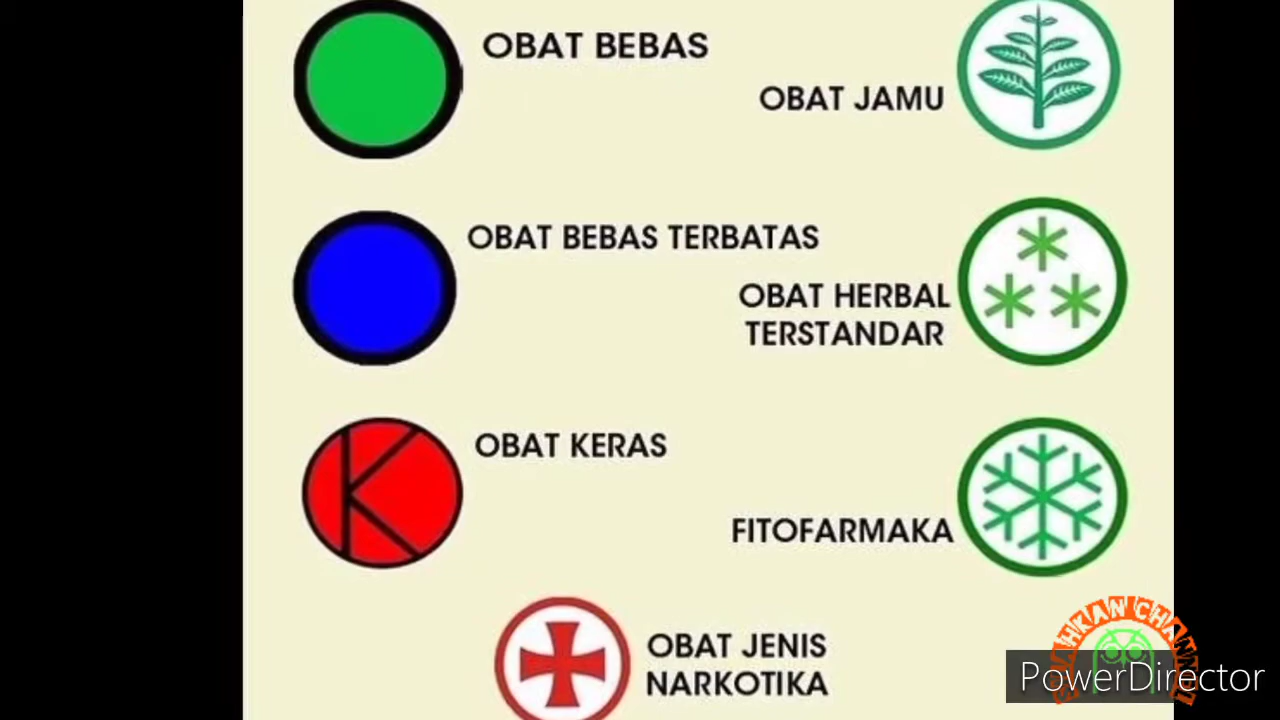 OBAT BEBAS
OBAT JAMU
OBAT BEBAS TERBATAS
OBAT HERBAL
TERSTANDAR
K
OBAT KERAS
FITOFARMAKA
OBAT JENIS
NARKOTIKA
PowerDirector